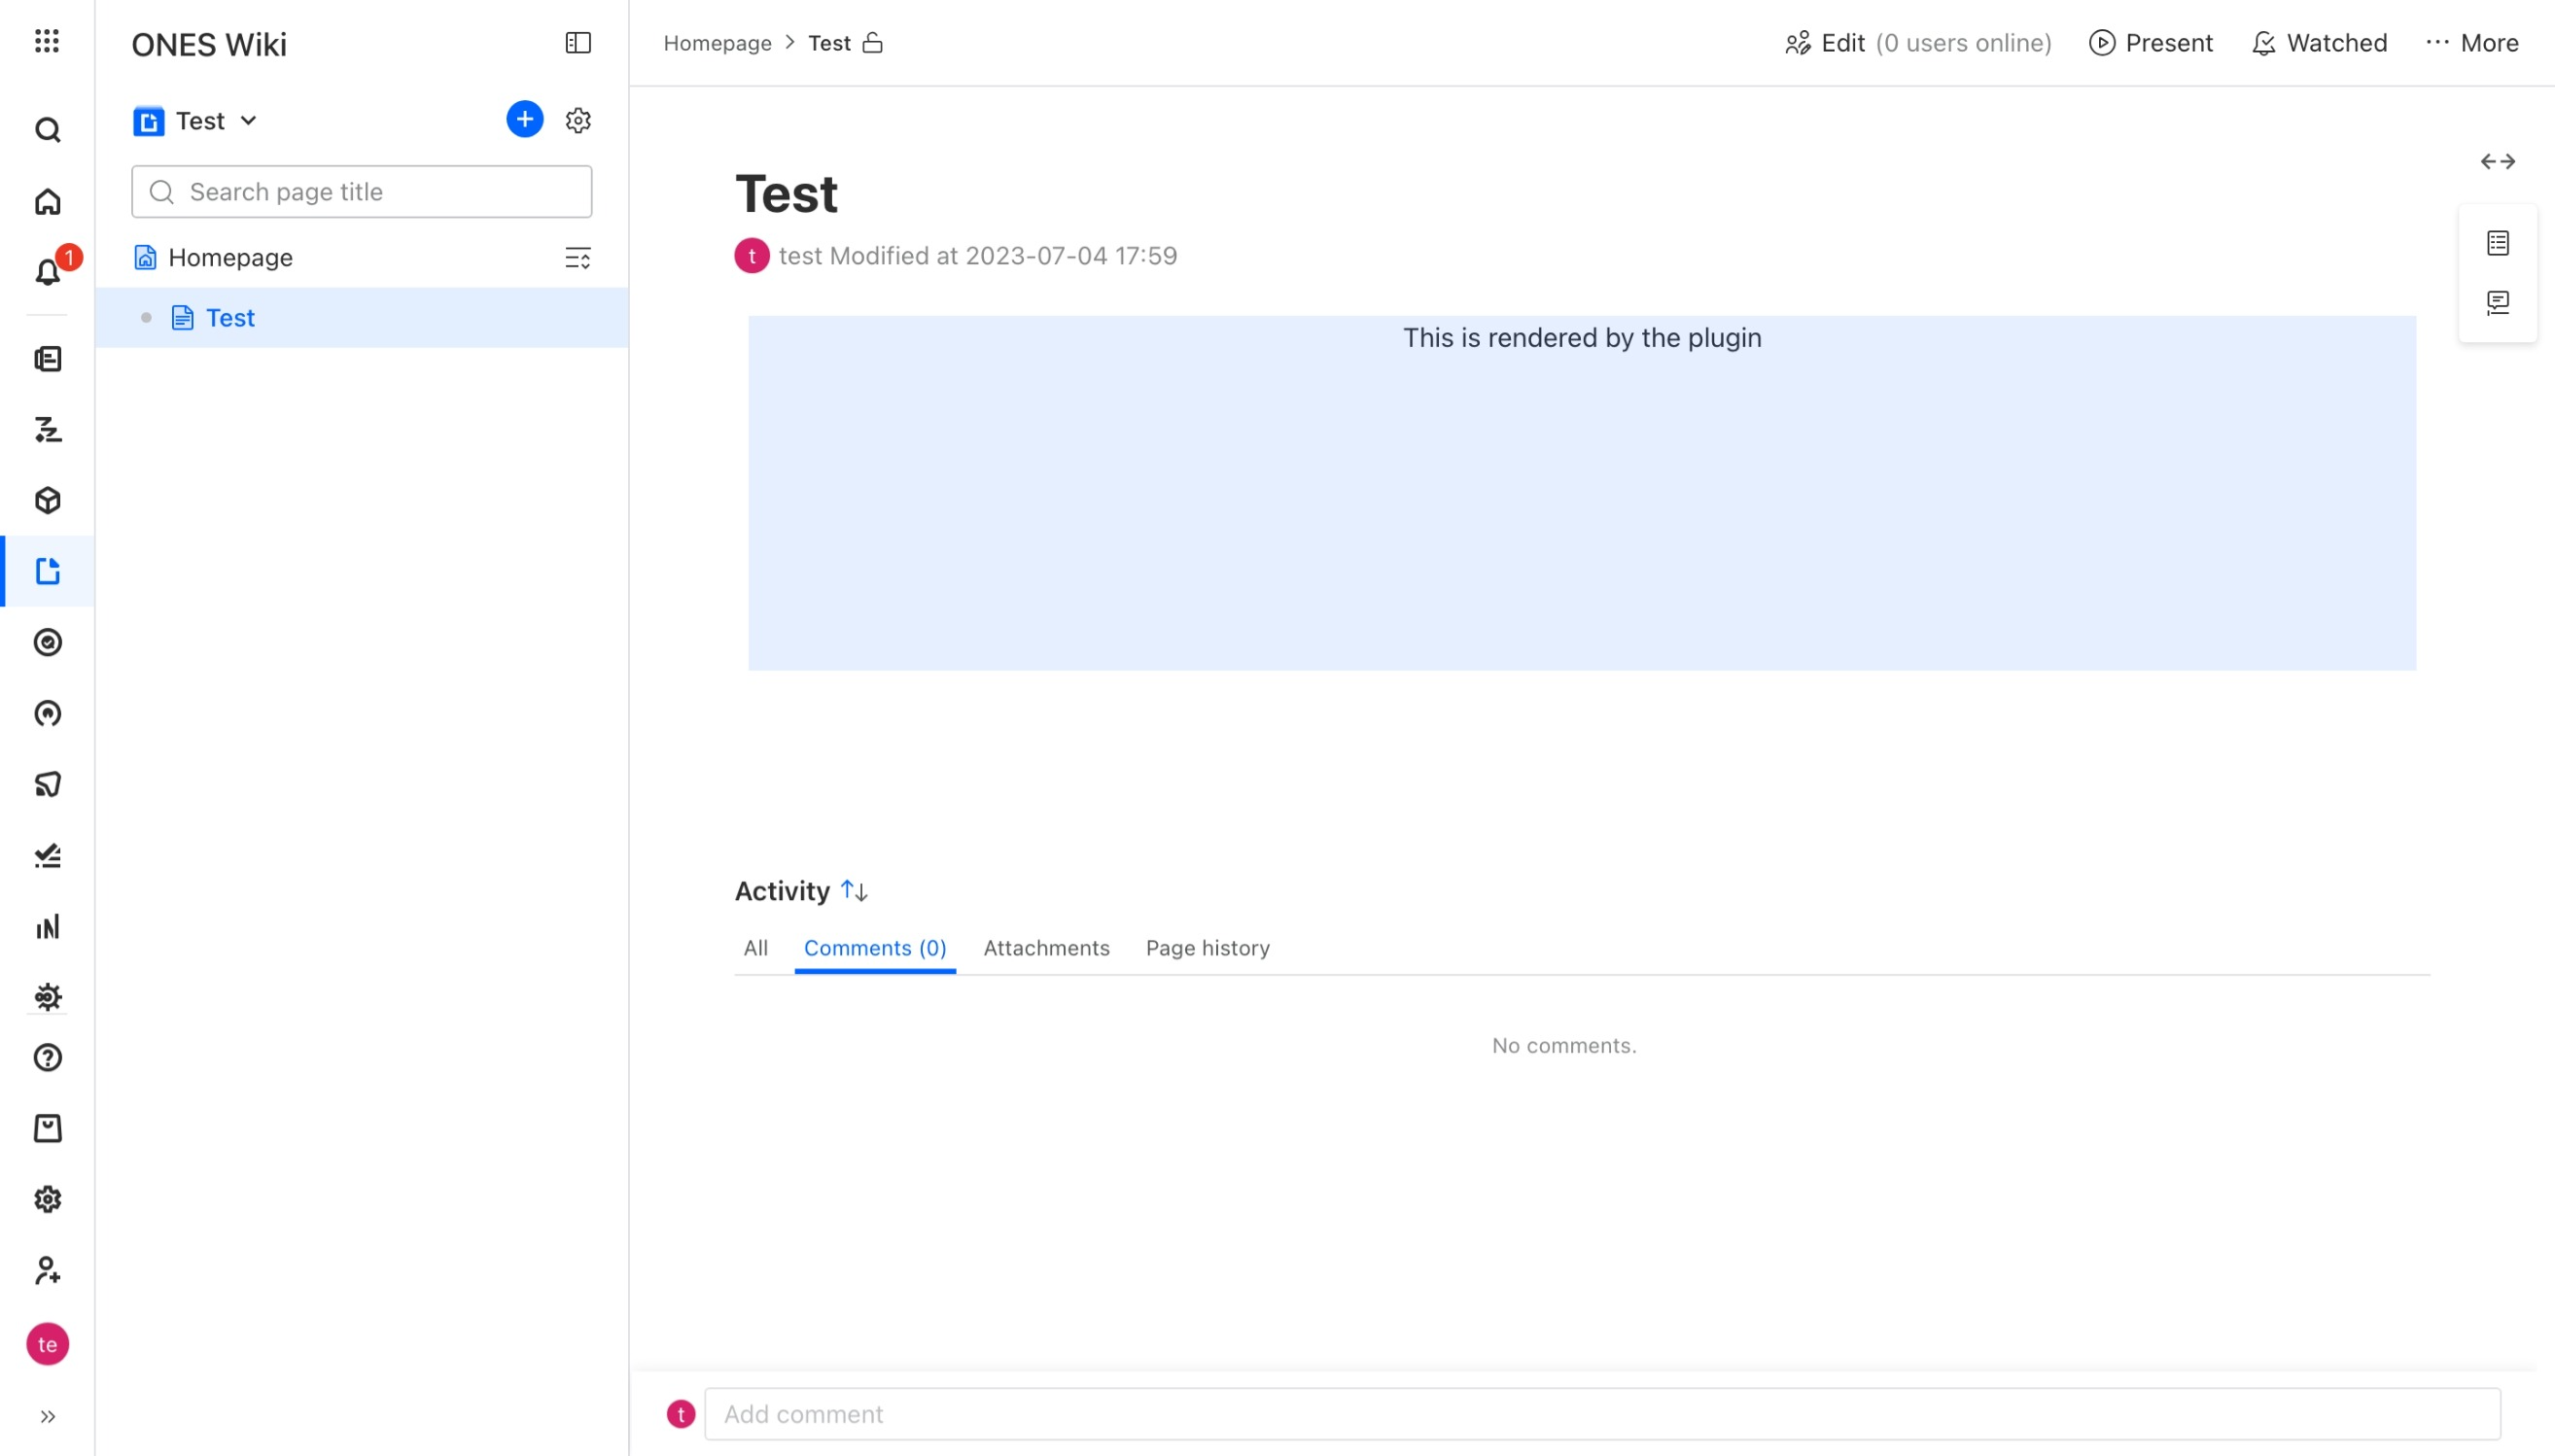 ONES Wiki
Homepage > Test
Edit (0 users online)
Present
Watched
··· More
Test
Search page title
1
Homepage
Test
Test
t
test Modified at 2023-07-04 17:59
This is rendered by the plugin
Activity
All
Comments (0)
Attachments
Page history
No comments.
te
t
Add comment